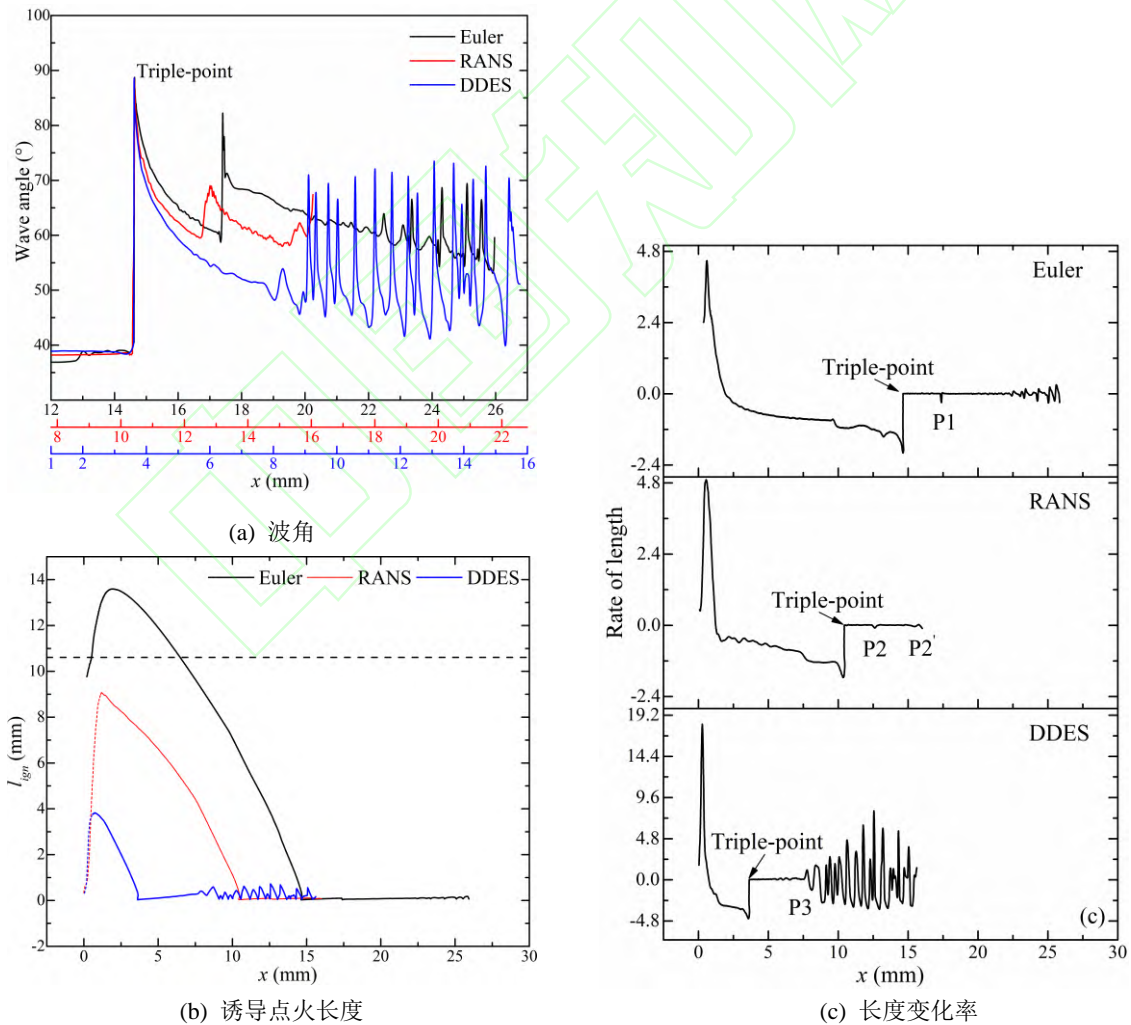 100
90
80
70
60
50
40
Wave angle (°)
Triple-point
Euler
RANS
DDES
12 14 16 18 20 22 24 26
8 10 12 14 16 18 20 22
1 2 4 6 8 10 12 14 16
x (mm)
(a) 波角
14
12
10
8
6
4
2
0
-2
l_ign (mm)
Euler RANS DDES
0 5 10 15 20 25 30
x (mm)
(b) 诱导点火长度
4.8
2.4
0.0
-2.4
Euler
Triple-point
P1
4.8
2.4
0.0
-2.4
Rate of length
RANS
Triple-point
P2 P2'
19.2
14.4
9.6
4.8
0.0
-4.8
DDES
Triple-point
P3
(c)
0 5 10 15 20 25 30
x (mm)
(c) 长度变化率